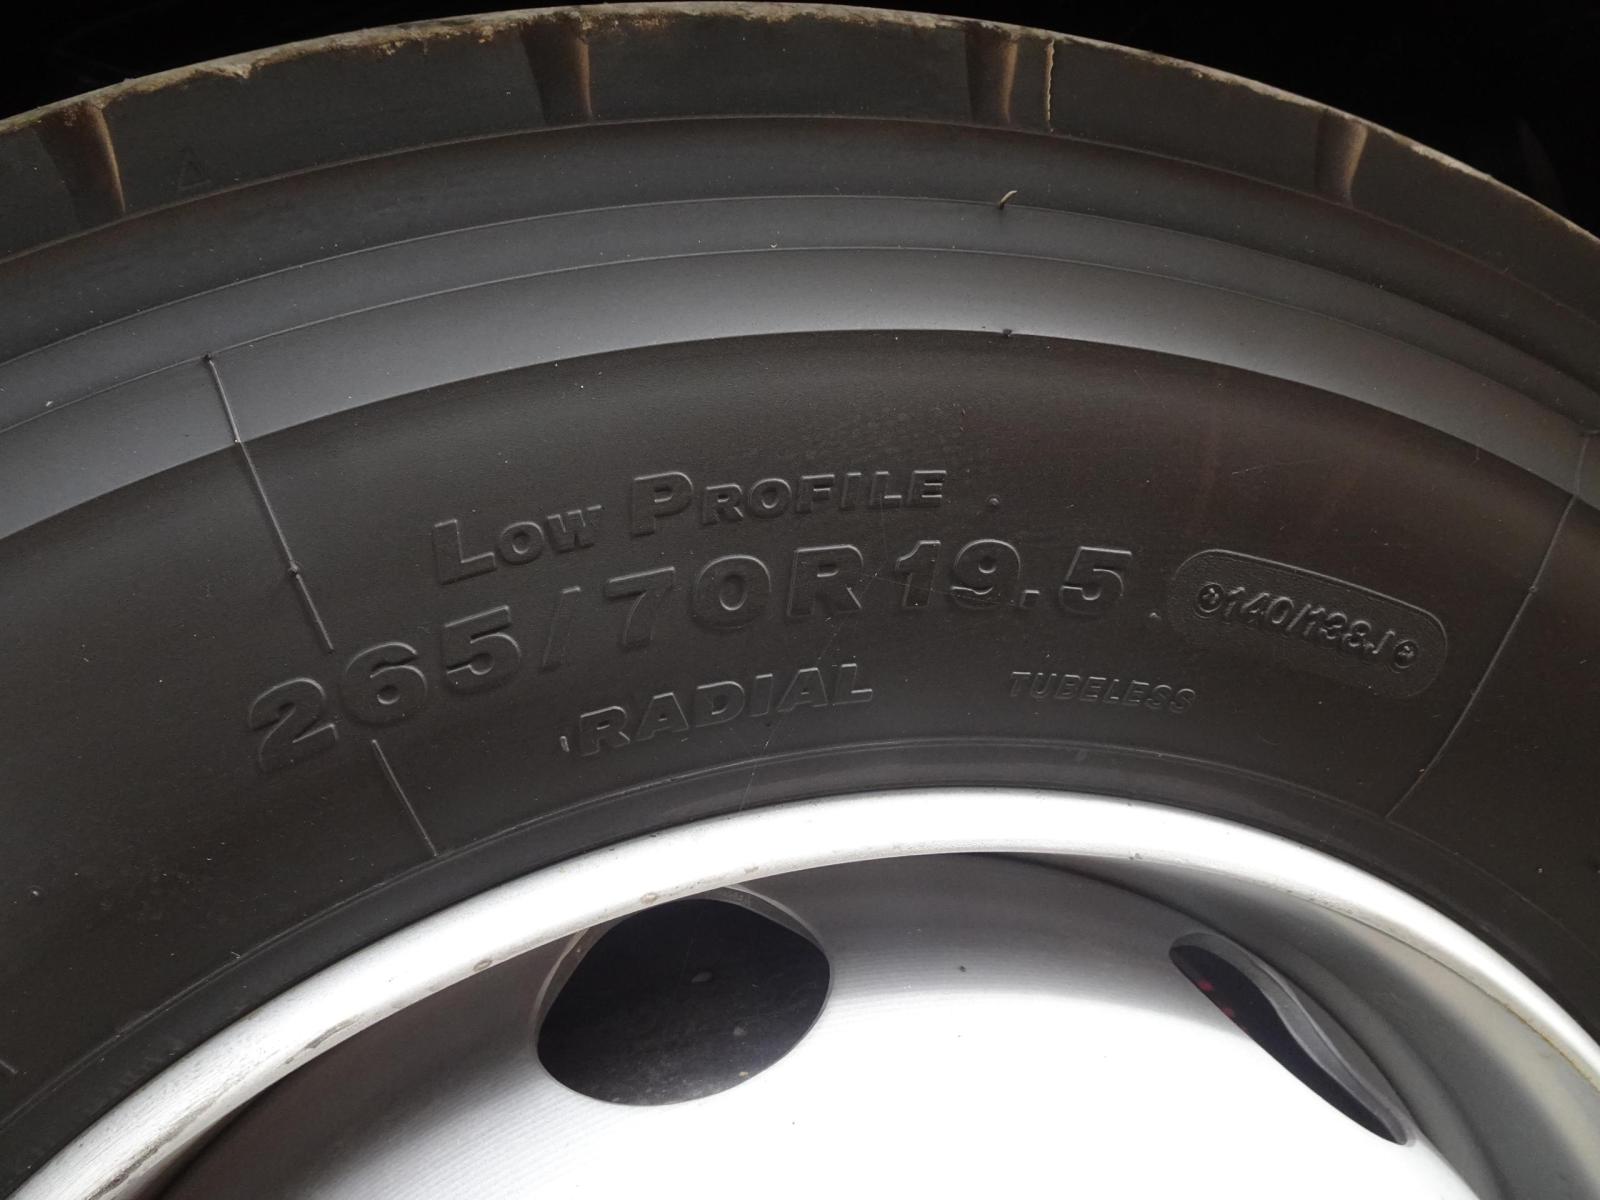 LOW PROFILE
265/70R19.5
140/138J
RADIAL
TUBELESS